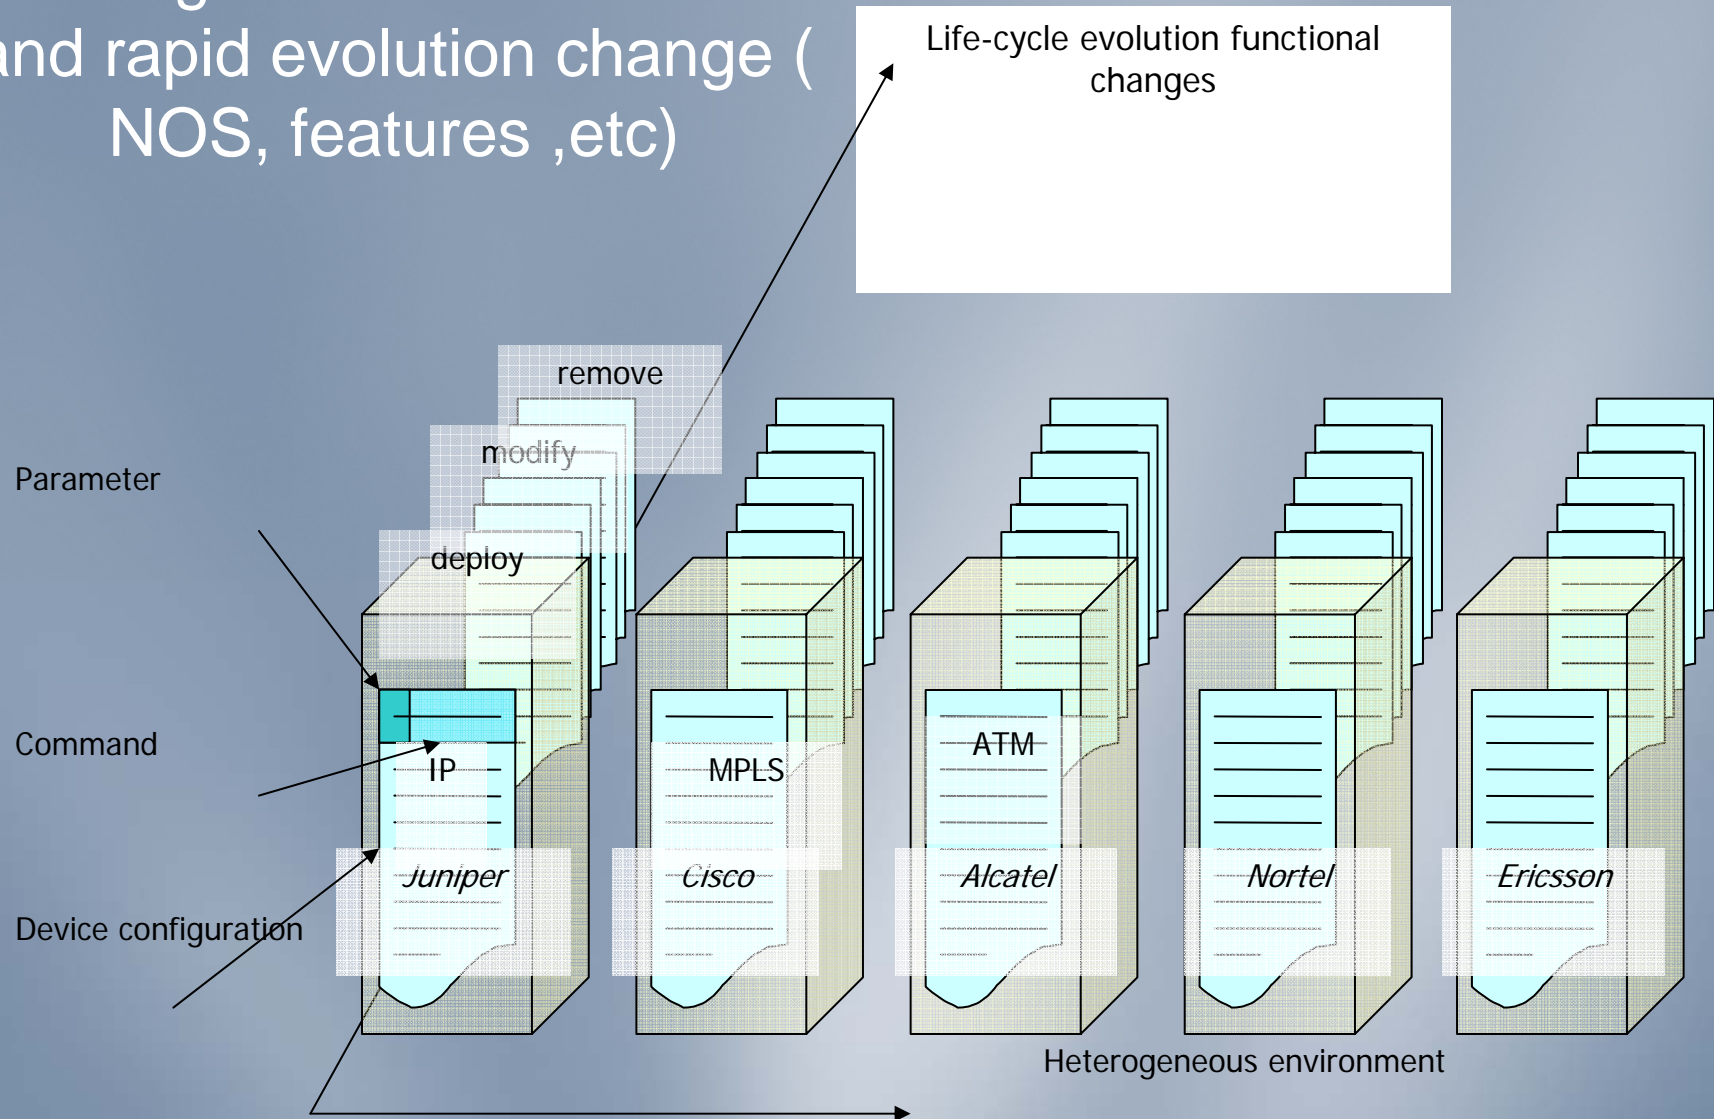 and rapid evolution change (
NOS, features ,etc)
Life-cycle evolution functional
changes
remove
modify
deploy
Parameter
Command
Device configuration
IP
MPLS
ATM
Juniper
Cisco
Alcatel
Nortel
Ericsson
Heterogeneous environment